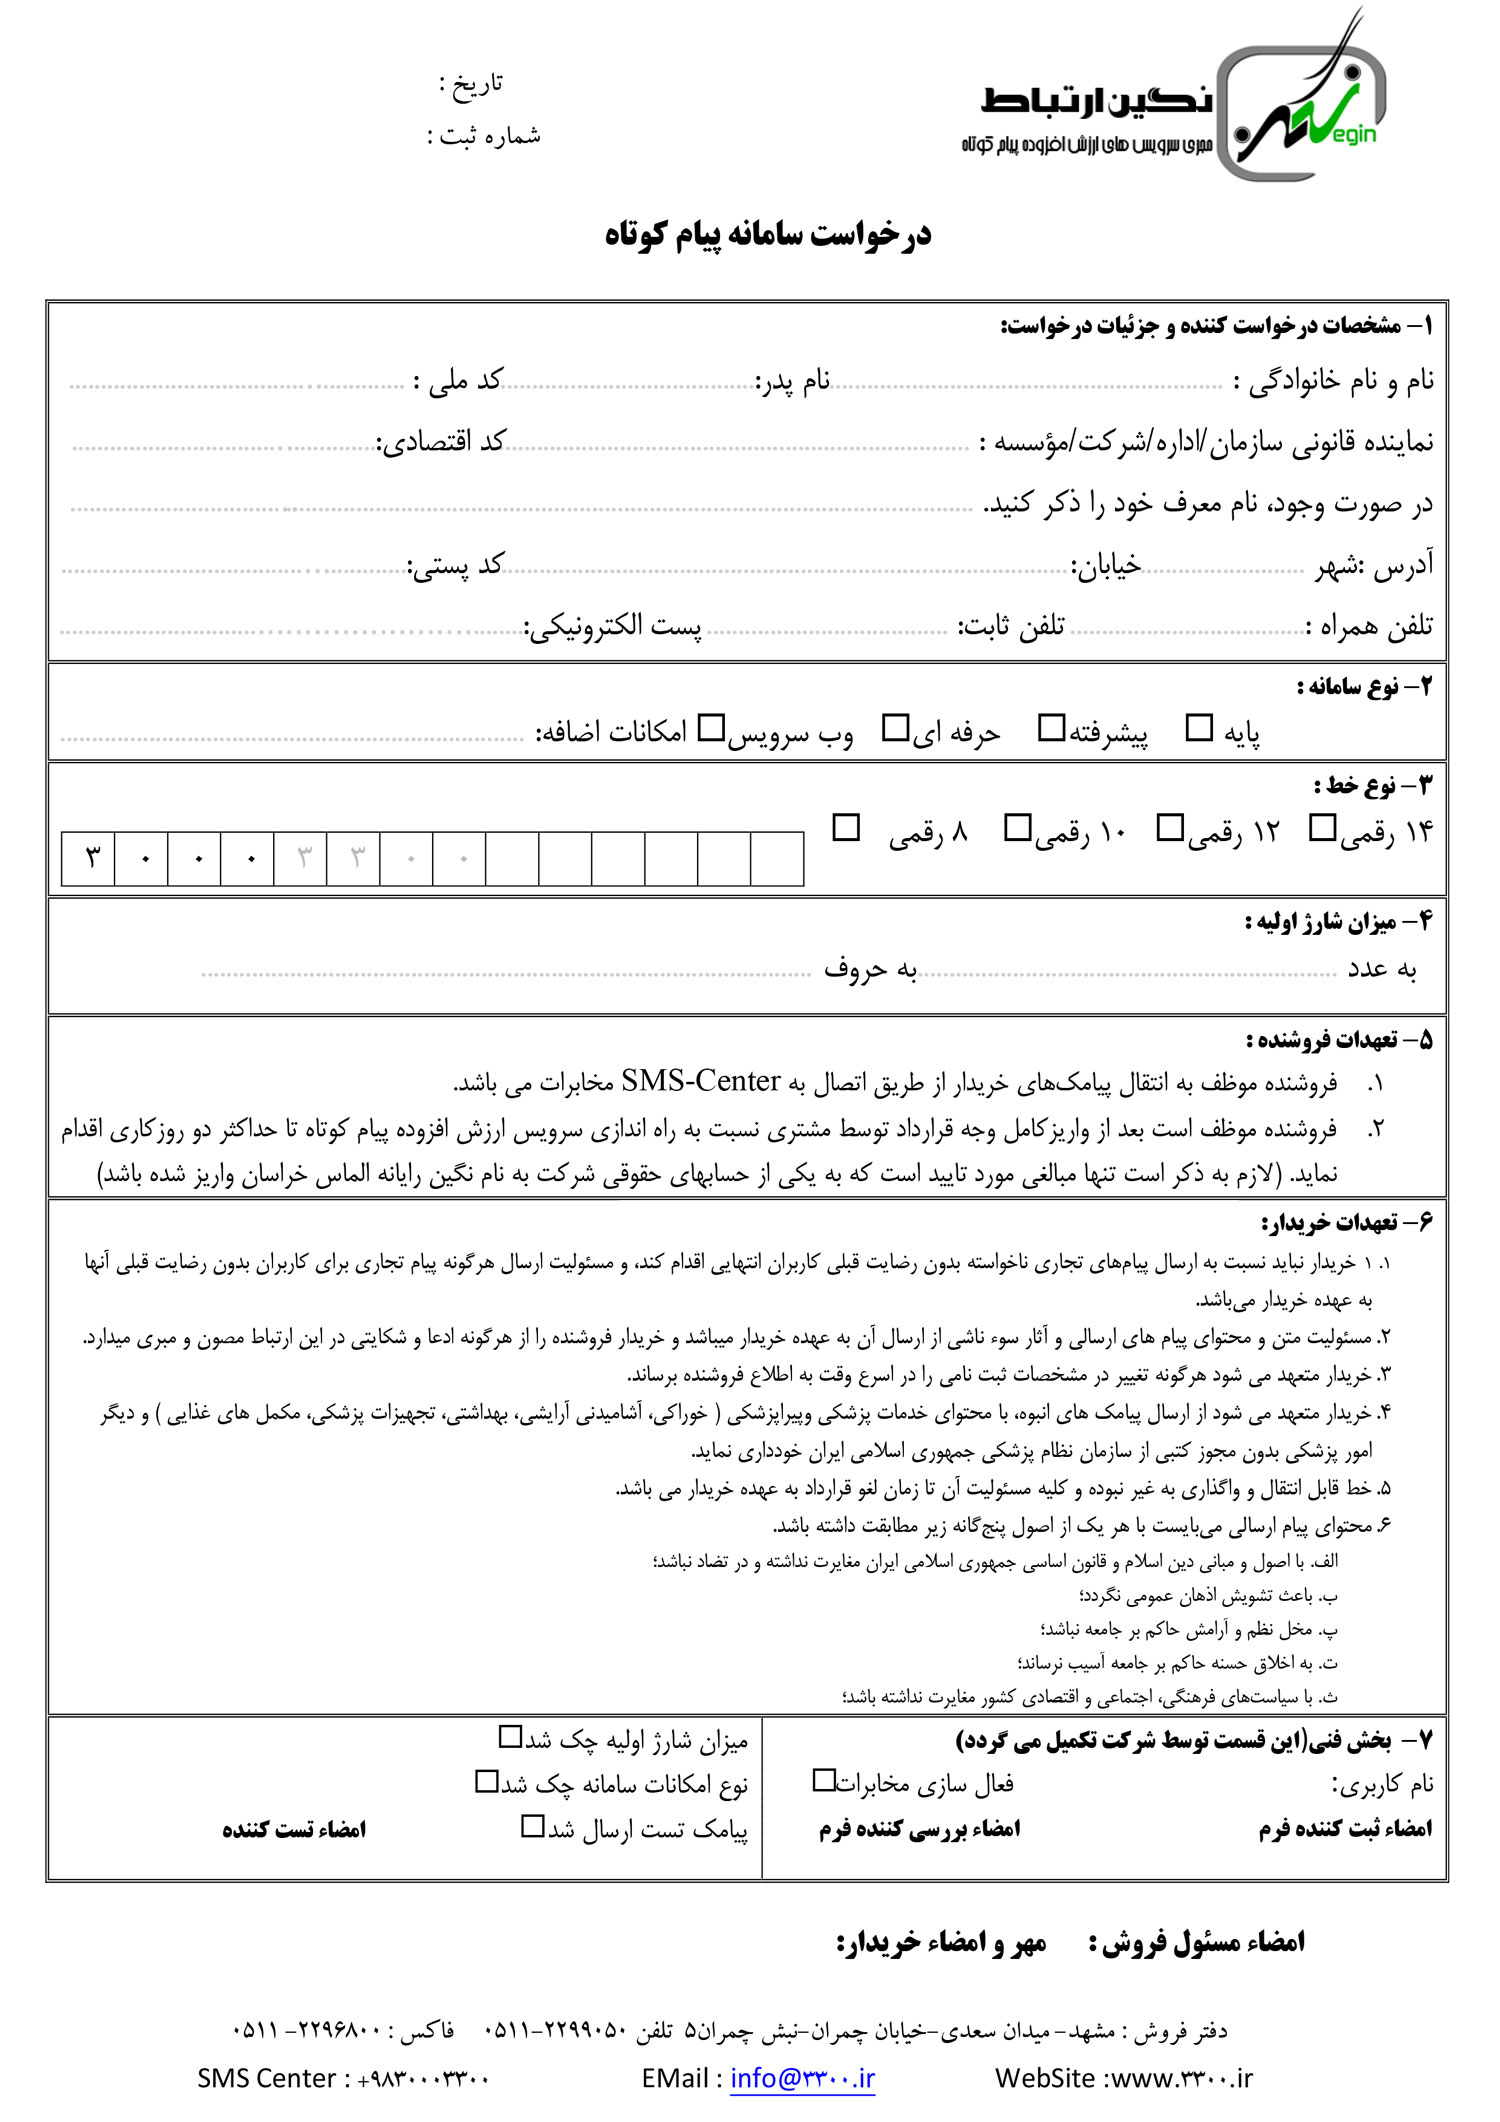 نگین ارتباط
مجری سرویس های ارزش افزوده پیام کوتاه
egin
تاریخ :
شماره ثبت :
درخواست سامانه پیام کوتاه
۱- مشخصات درخواست کننده و جزئیات درخواست:
نام و نام خانوادگی : ............ نام پدر: ............ کد ملی : ............
نماینده قانونی سازمان/اداره/شرکت/مؤسسه : ............ کد اقتصادی: ............
در صورت وجود، نام معرف خود را ذکر کنید. ............
آدرس :شهر ............ خیابان: ............ کد پستی: ............
تلفن همراه : ............ تلفن ثابت: ............ پست الکترونیکی: ............
۲- نوع سامانه :
پایه □ پیشرفته□ حرفه ای□ وب سرویس□ امکانات اضافه: ............
۳- نوع خط :
۱۴ رقمی□ ۱۲ رقمی□ ۱۰ رقمی□ ۸ رقمی □
۳ ۰ ۰ ۰ ۳ ۳ ۰ ۰
۴- میزان شارژ اولیه :
به عدد ............ به حروف ............
۵- تعهدات فروشنده :
۱. فروشنده موظف به انتقال پیامک‌های خریدار از طریق اتصال به SMS-Center مخابرات می باشد.
۲. فروشنده موظف است بعد از واریزکامل وجه قرارداد توسط مشتری نسبت به راه اندازی سرویس ارزش افزوده پیام کوتاه تا حداکثر دو روزکاری اقدام
نماید. (لازم به ذکر است تنها مبالغی مورد تایید است که به یکی از حسابهای حقوقی شرکت به نام نگین رایانه الماس خراسان واریز شده باشد)
۶- تعهدات خریدار:
۱. ۱ خریدار نباید نسبت به ارسال پیام‌های تجاری ناخواسته بدون رضایت قبلی کاربران انتهایی اقدام کند، و مسئولیت ارسال هرگونه پیام تجاری برای کاربران بدون رضایت قبلی آنها
به عهده خریدار می‌باشد.
۲. مسئولیت متن و محتوای پیام های ارسالی و آثار سوء ناشی از ارسال آن به عهده خریدار میباشد و خریدار فروشنده را از هرگونه ادعا و شکایتی در این ارتباط مصون و مبری میدارد.
۳. خریدار متعهد می شود هرگونه تغییر در مشخصات ثبت نامی را در اسرع وقت به اطلاع فروشنده برساند.
۴. خریدار متعهد می شود از ارسال پیامک های انبوه، با محتوای خدمات پزشکی وپیراپزشکی ( خوراکی، آشامیدنی آرایشی، بهداشتی، تجهیزات پزشکی، مکمل های غذایی ) و دیگر
امور پزشکی بدون مجوز کتبی از سازمان نظام پزشکی جمهوری اسلامی ایران خودداری نماید.
۵. خط قابل انتقال و واگذاری به غیر نبوده و کلیه مسئولیت آن تا زمان لغو قرارداد به عهده خریدار می باشد.
۶. محتوای پیام ارسالی می‌بایست با هر یک از اصول پنج‌گانه زیر مطابقت داشته باشد.
الف. با اصول و مبانی دین اسلام و قانون اساسی جمهوری اسلامی ایران مغایرت نداشته و در تضاد نباشد؛
ب. باعث تشویش اذهان عمومی نگردد؛
پ. مخل نظم و آرامش حاکم بر جامعه نباشد؛
ت. به اخلاق حسنه حاکم بر جامعه آسیب نرساند؛
ث. با سیاست‌های فرهنگی، اجتماعی و اقتصادی کشور مغایرت نداشته باشد؛
۷- بخش فنی(این قسمت توسط شرکت تکمیل می گردد)
نام کاربری: فعال سازی مخابرات□
امضاء ثبت کننده فرم امضاء بررسی کننده فرم
میزان شارژ اولیه چک شد□
نوع امکانات سامانه چک شد□
پیامک تست ارسال شد□ امضاء تست کننده
امضاء مسئول فروش : مهر و امضاء خریدار:
دفتر فروش : مشهد- میدان سعدی-خیابان چمران-نبش چمران۵ تلفن ۲۲۹۹۰۵۰-۰۵۱۱ فاکس : ۲۲۹۶۸۰۰- ۰۵۱۱
SMS Center : +۹۸۳۰۰۰۳۳۰۰ EMail : info@۳۳۰۰.ir WebSite :www.۳۳۰۰.ir